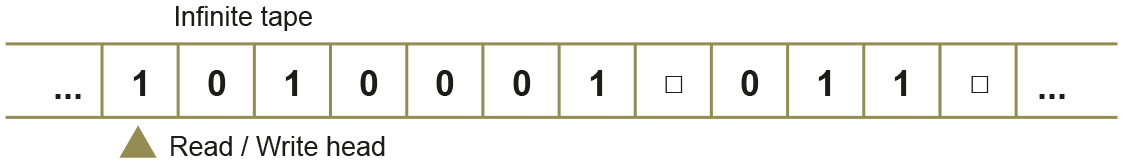 Infinite tape
... 1 0 1 0 0 0 1 □ 0 1 1 □ ...
Read / Write head